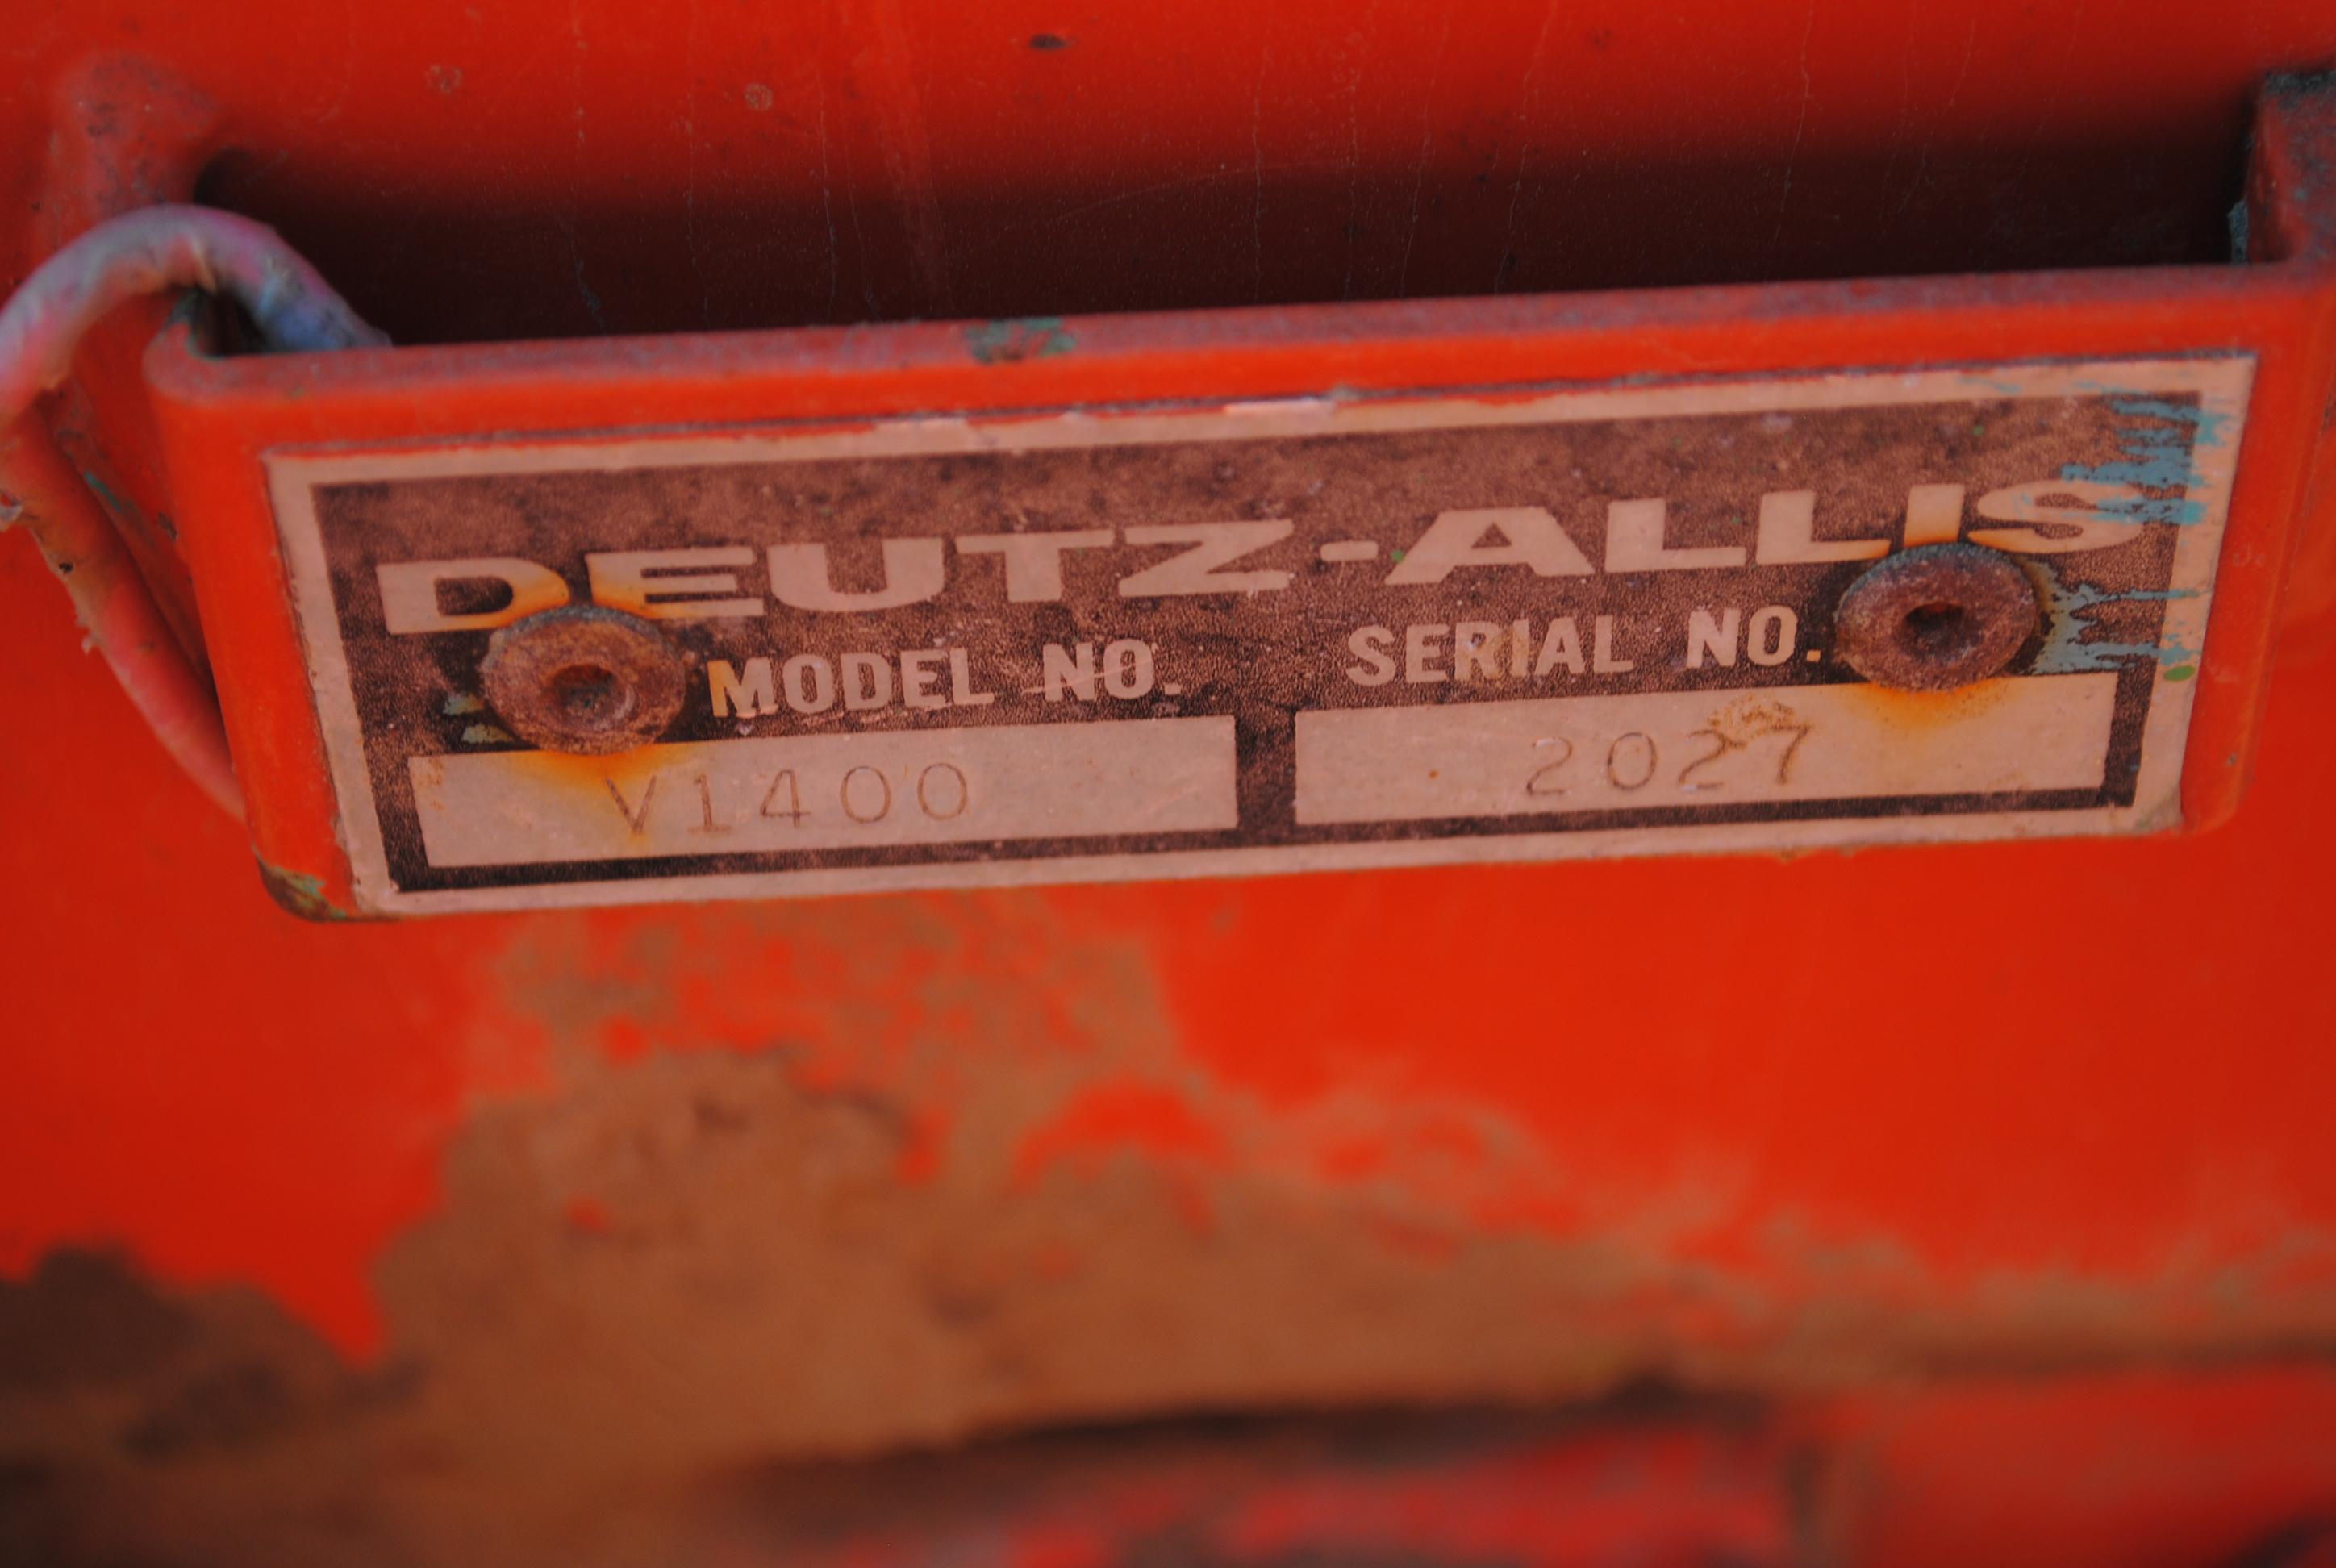 DEUTZ-ALLIS
MODEL NO. SERIAL NO.
V1400 2027